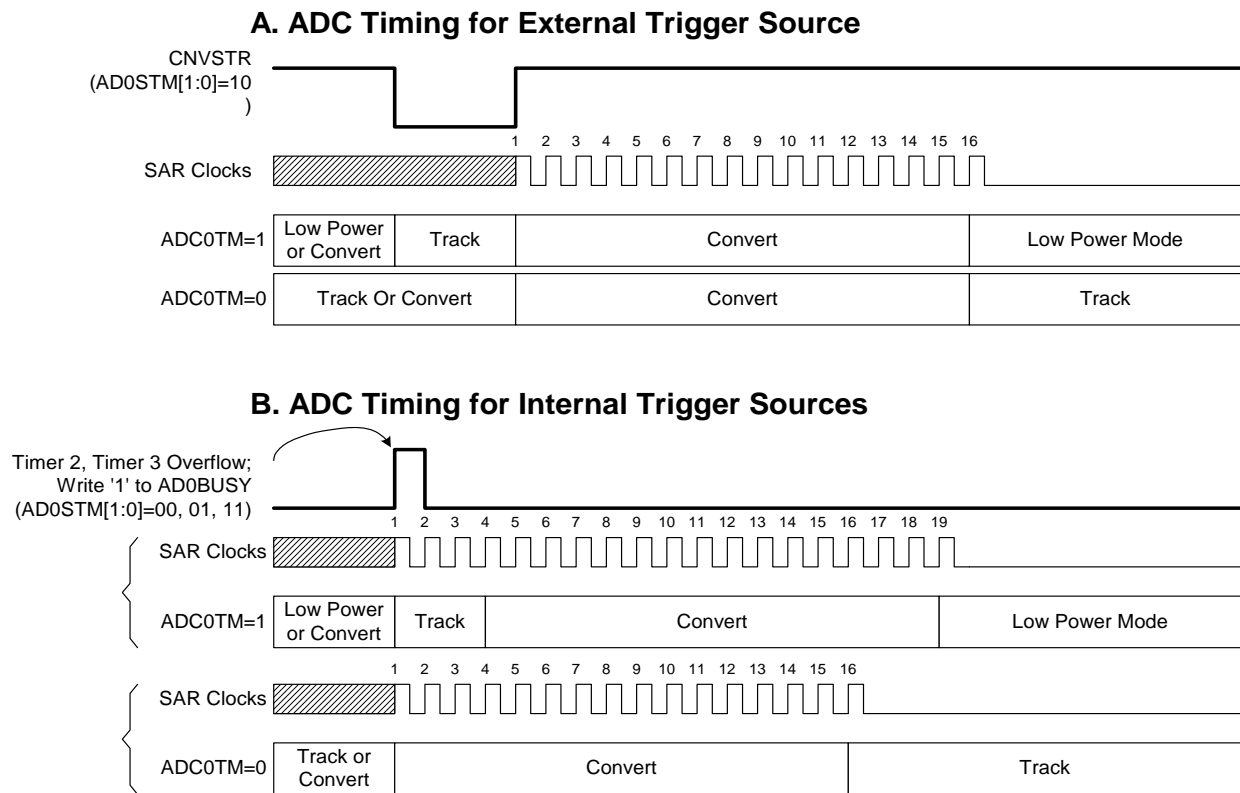 A. ADC Timing for External Trigger Source
CNVSTR
(AD0STM[1:0]=10
)
1 2 3 4 5 6 7 8 9 10 11 12 13 14 15 16
SAR Clocks
ADC0TM=1
Low Power
or Convert
Track
Convert
Low Power Mode
ADC0TM=0
Track Or Convert
Convert
Track
B. ADC Timing for Internal Trigger Sources
Timer 2, Timer 3 Overflow;
Write '1' to AD0BUSY
(AD0STM[1:0]=00, 01, 11)
1 2 3 4 5 6 7 8 9 10 11 12 13 14 15 16 17 18 19
SAR Clocks
ADC0TM=1
Low Power
or Convert
Track
Convert
Low Power Mode
1 2 3 4 5 6 7 8 9 10 11 12 13 14 15 16
SAR Clocks
ADC0TM=0
Track or
Convert
Convert
Track